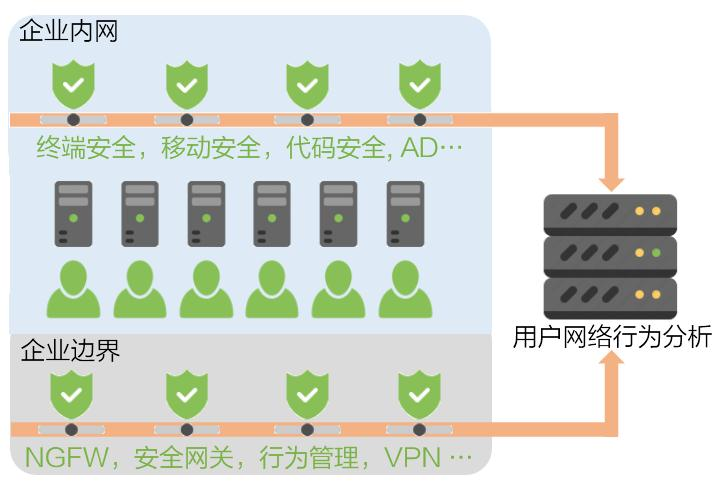 企业内网
终端安全，移动安全，代码安全, AD…
用户网络行为分析
企业边界
NGFW，安全网关，行为管理，VPN …